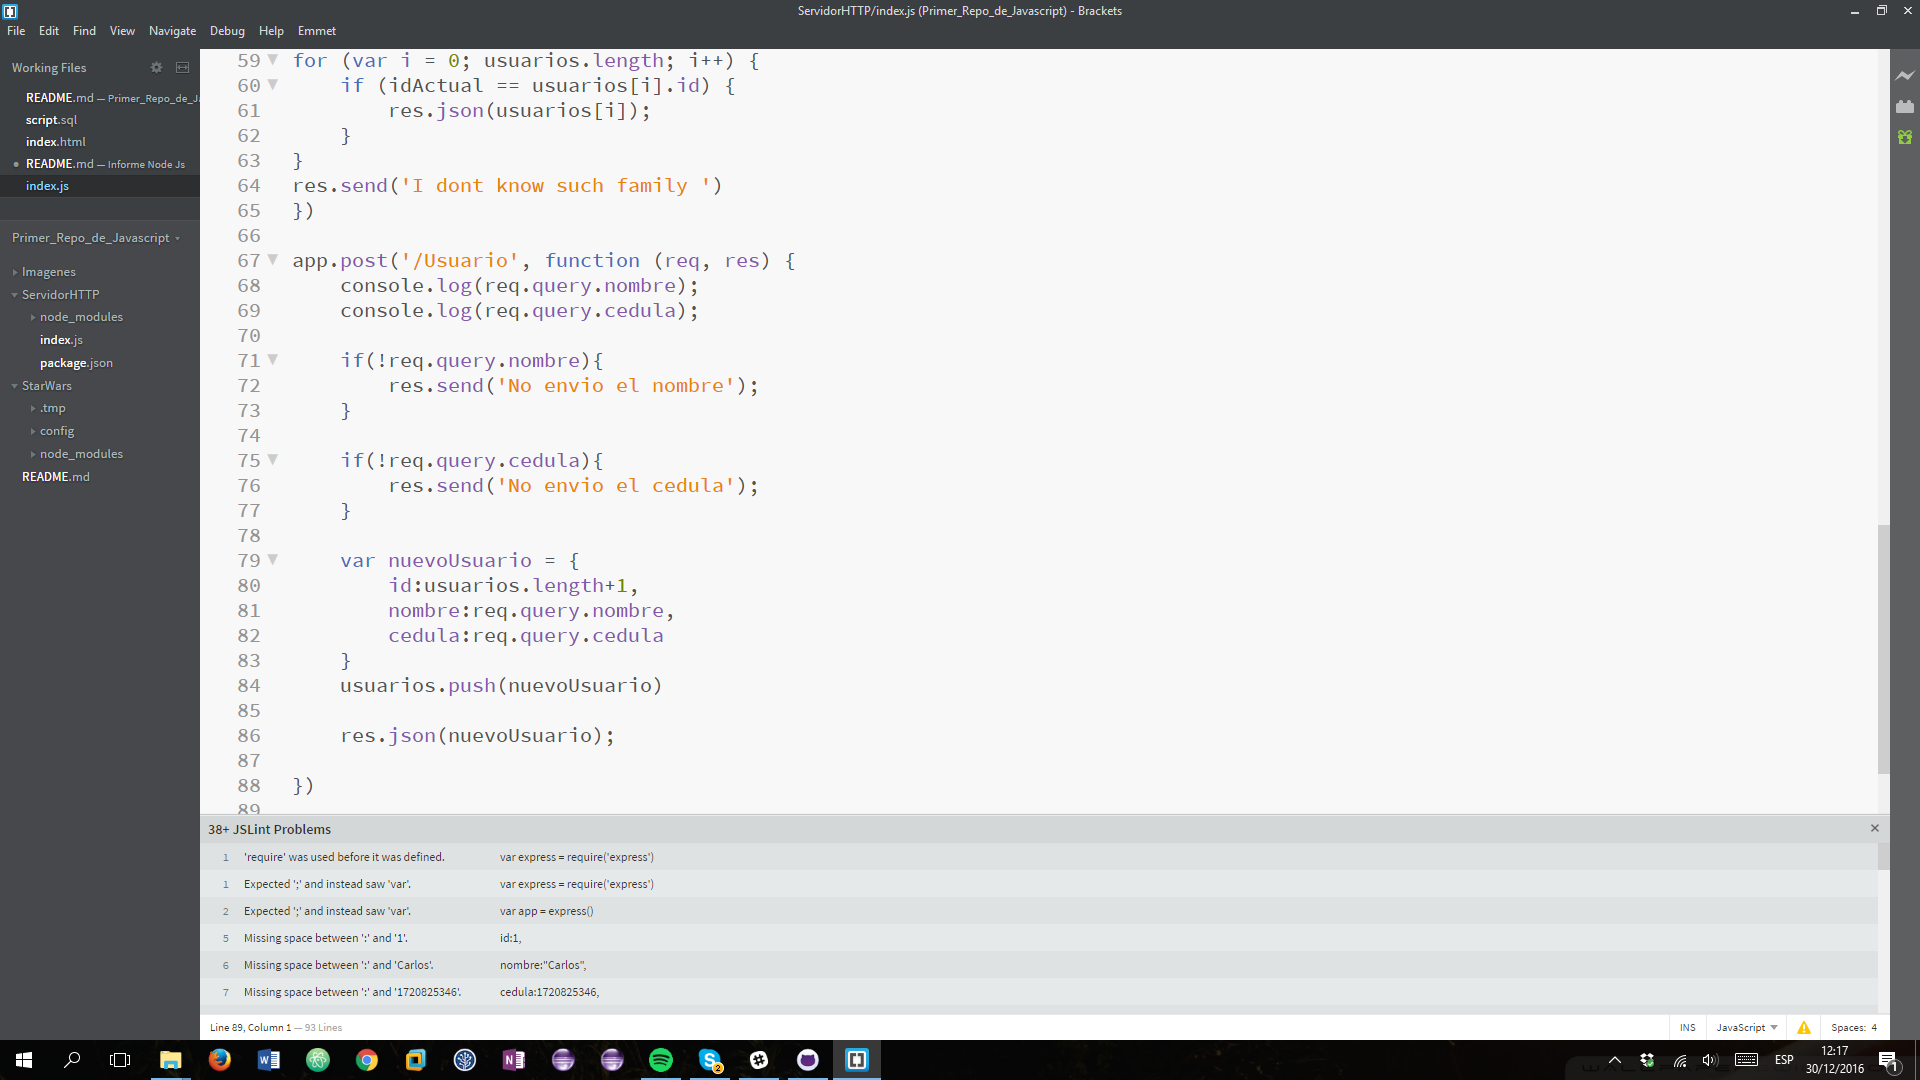 ServidorHTTP/index.js (Primer_Repo_de_Javascript) - Brackets
File Edit Find View Navigate Debug Help Emmet
Working Files
README.md — Primer_Repo_de_Ja
script.sql
index.html
README.md — Informe Node Js
index.js
Primer_Repo_de_Javascript
Imagenes
ServidorHTTP
node_modules
index.js
package.json
StarWars
.tmp
config
node_modules
README.md
59 for (var i = 0; usuarios.length; i++) {
60 if (idActual == usuarios[i].id) {
61 res.json(usuarios[i]);
62 }
63 }
64 res.send('I dont know such family ')
65 })
66
67 app.post('/Usuario', function (req, res) {
68 console.log(req.query.nombre);
69 console.log(req.query.cedula);
70
71 if(!req.query.nombre){
72 res.send('No envio el nombre');
73 }
74
75 if(!req.query.cedula){
76 res.send('No envio el cedula');
77 }
78
79 var nuevoUsuario = {
80 id:usuarios.length+1,
81 nombre:req.query.nombre,
82 cedula:req.query.cedula
83 }
84 usuarios.push(nuevoUsuario)
85
86 res.json(nuevoUsuario);
87
88 })
89
38+ JSLint Problems
1 'require' was used before it was defined. var express = require('express')
1 Expected ';' and instead saw 'var'. var express = require('express')
2 Expected ';' and instead saw 'var'. var app = express()
5 Missing space between ':' and '1'. id:1,
6 Missing space between ':' and 'Carlos'. nombre:"Carlos",
7 Missing space between ':' and '1720825346'. cedula:1720825346,
Line 89, Column 1 — 93 Lines
INS JavaScript Spaces: 4
ESP
12:17
30/12/2016
2
1